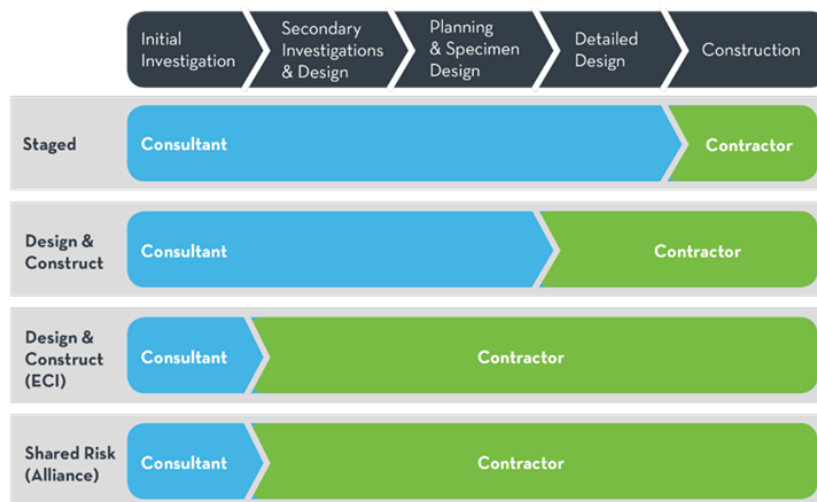 Initial
Investigation
Secondary
Investigations
& Design
Planning
& Specimen
Design
Detailed
Design
Construction
Staged
Consultant
Contractor
Design &
Construct
Consultant
Contractor
Design &
Construct
(ECI)
Consultant
Contractor
Shared Risk
(Alliance)
Consultant
Contractor